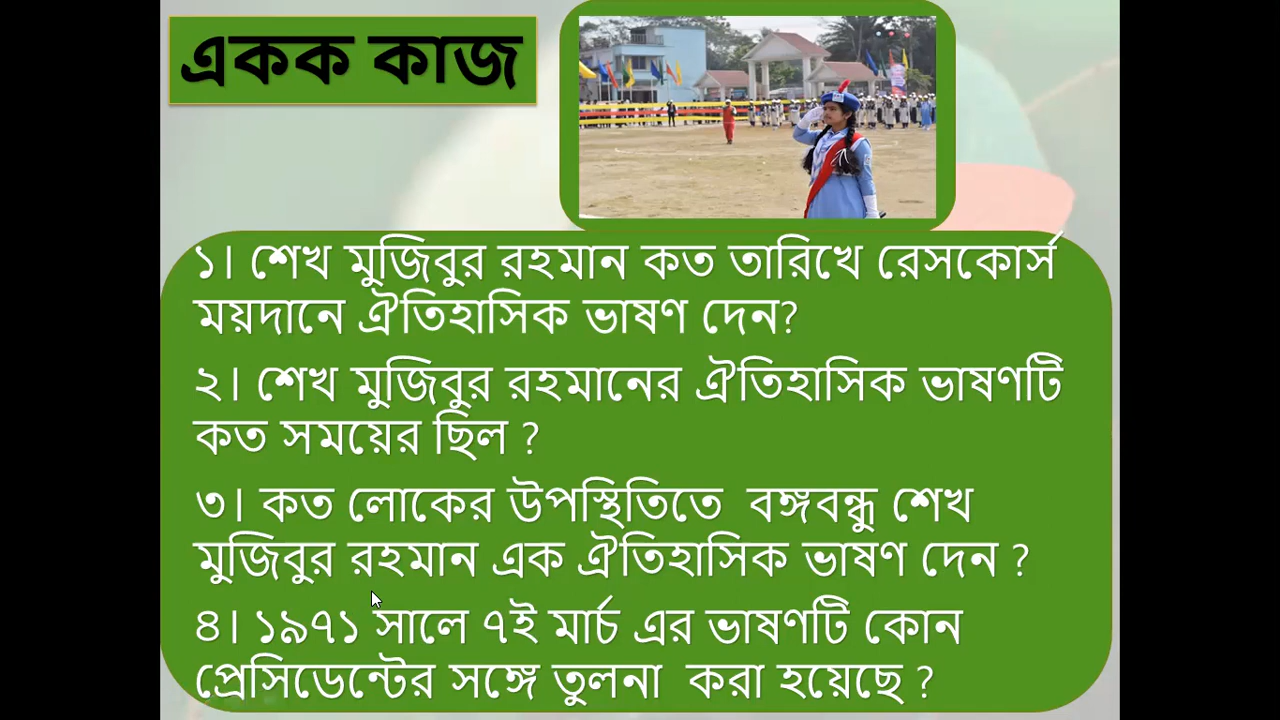 একক কাজ
১। শেখ মুজিবুর রহমান কত তারিখে রেসকোর্স
ময়দানে ঐতিহাসিক ভাষণ দেন?
২। শেখ মুজিবুর রহমানের ঐতিহাসিক ভাষণটি
কত সময়ের ছিল ?
৩। কত লোকের উপস্থিতিতে বঙ্গবন্ধু শেখ
মুজিবুর রহমান এক ঐতিহাসিক ভাষণ দেন ?
৪। ১৯৭১ সালে ৭ই মার্চ এর ভাষণটি কোন
প্রেসিডেন্টের সঙ্গে তুলনা করা হয়েছে ?